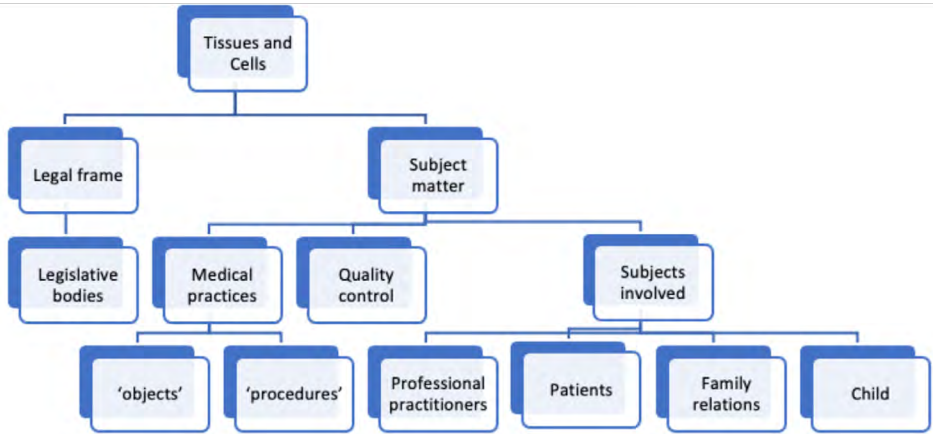 Tissues and
Cells
Legal frame
Subject
matter
Legislative
bodies
Medical
practices
Quality
control
Subjects
involved
‘objects’
‘procedures’
Professional
practitioners
Patients
Family
relations
Child